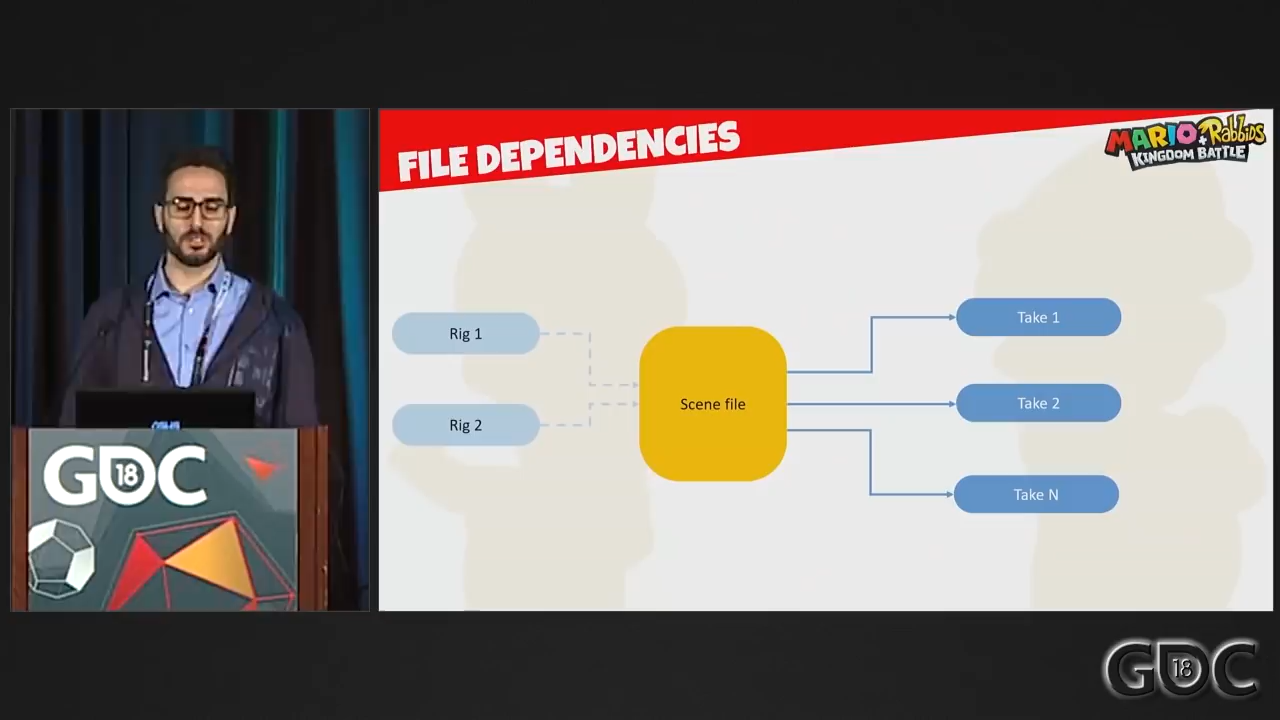 FILE DEPENDENCIES
MARIO + Rabbids
KINGDOM BATTLE
Rig 1
Rig 2
Scene file
Take 1
Take 2
Take N
GDC
18
GDC
18